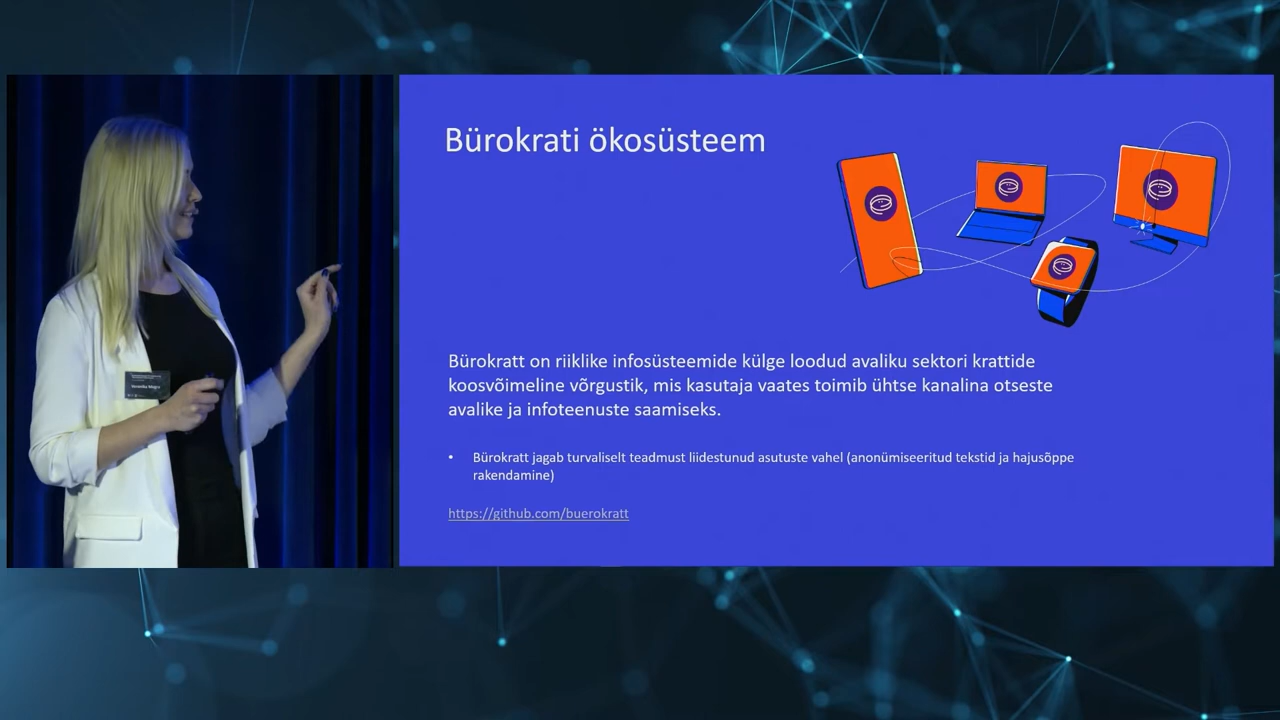 Bürokrati ökosüsteem
Bürokratt on riiklike infosüsteemide külge loodud avaliku sektori krattide
koosvõimeline võrgustik, mis kasutaja vaates toimib ühtse kanalina otseste
avalike ja infoteenuste saamiseks.
• Bürokratt jagab turvaliselt teadmust liidestunud asutuste vahel (anonümiseeritud tekstid ja hajusõppe
rakendamine)
https://github.com/buerokratt